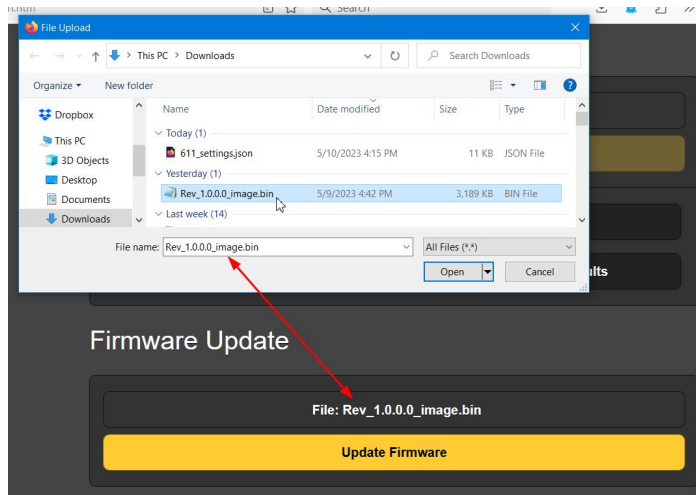 n.htm
Search
File Upload
This PC > Downloads
Search Downloads
Organize
New folder
Name Date modified Size Type
Dropbox
This PC
3D Objects
Desktop
Documents
Downloads
Today (1)
611_settings.json 5/10/2023 4:15 PM 11 KB JSON File
Yesterday (1)
Rev_1.0.0.0_image.bin 5/9/2023 4:42 PM 3,189 KB BIN File
Last week (14)
File name: Rev_1.0.0.0_image.bin All Files (*.*)
Open Cancel
ults
Firmware Update
File: Rev_1.0.0.0_image.bin
Update Firmware